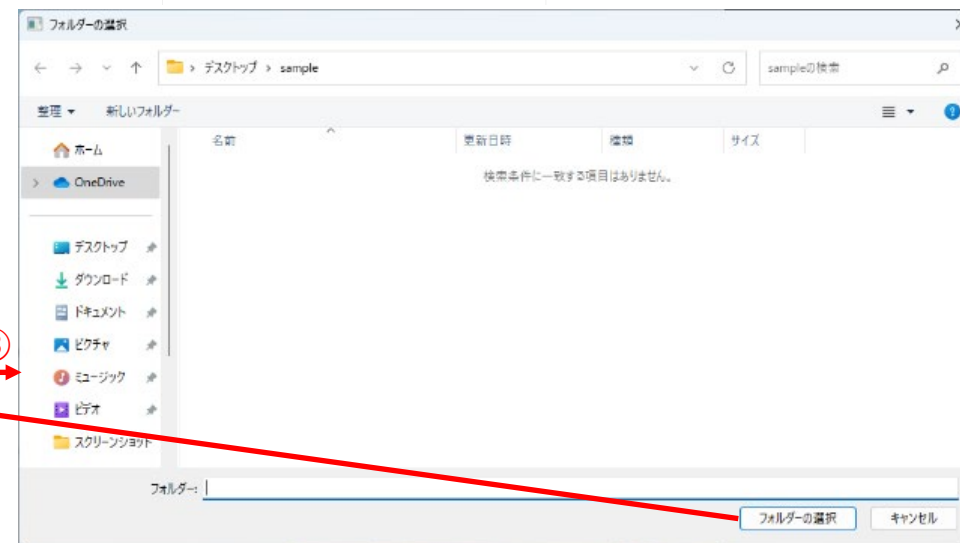 フォルダーの選択
デスクトップ > sample
sampleの検索
整理 新しいフォルダー
名前 更新日時 種類 サイズ
検索条件に一致する項目はありません。
ホーム
OneDrive
デスクトップ
ダウンロード
ドキュメント
ピクチャ
ミュージック
ビデオ
スクリーンショット
フォルダー:
フォルダーの選択 キャンセル